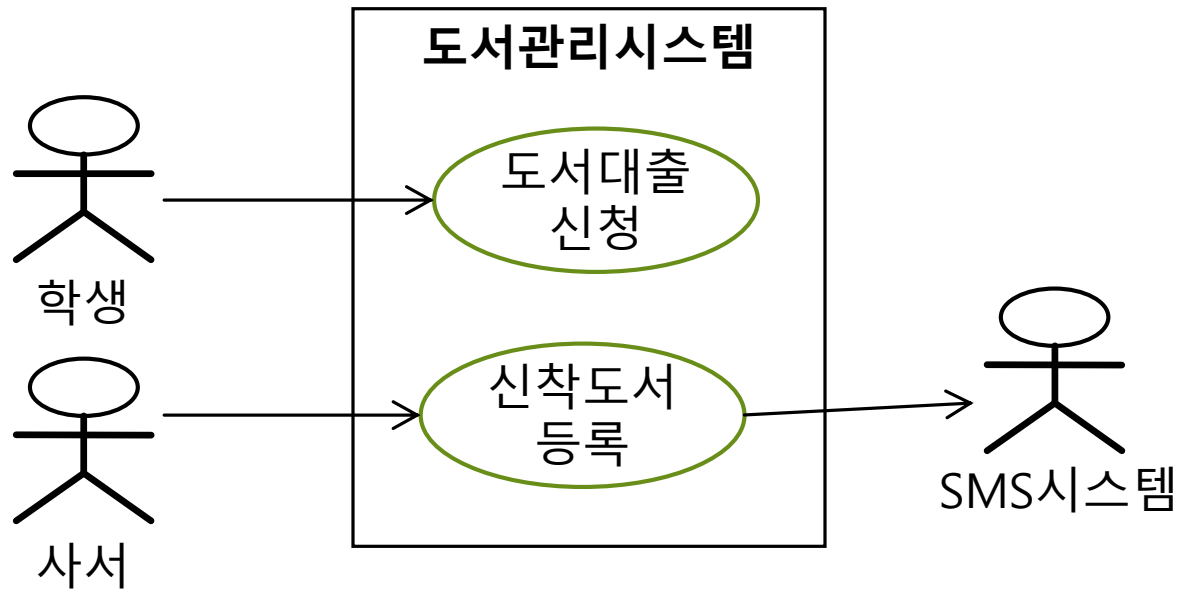 도서관리시스템
도서대출
신청
학생
신착도서
등록
SMS시스템
사서